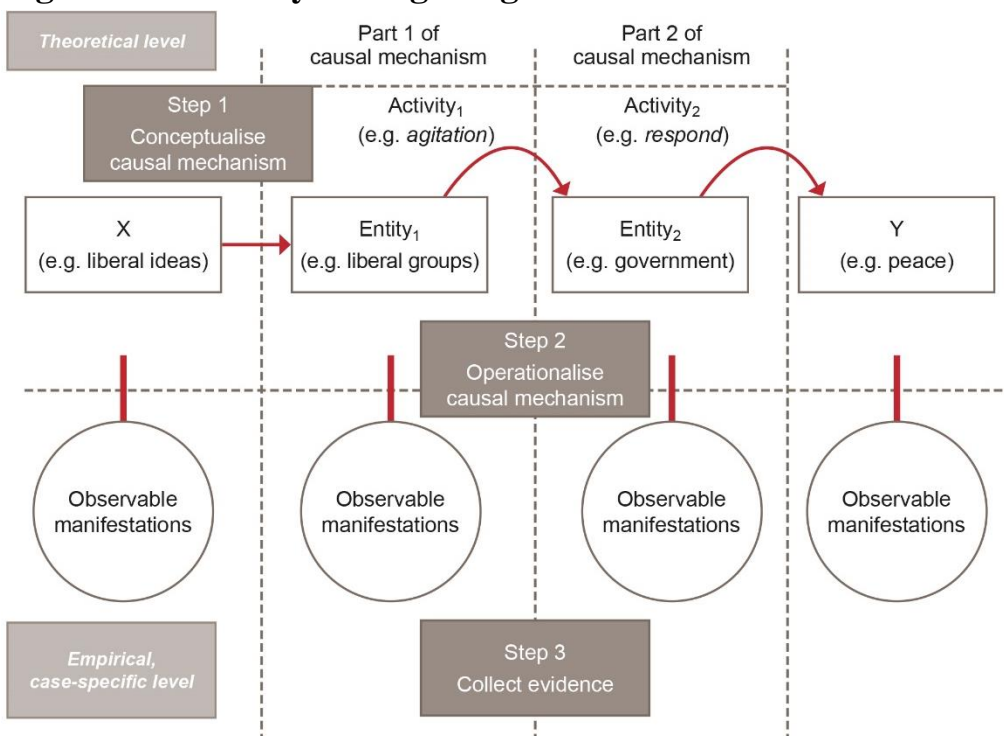 Theoretical level
Part 1 of
causal mechanism
Part 2 of
causal mechanism
Step 1
Conceptualise
causal mechanism
Activity₁
(e.g. agitation)
Activity₂
(e.g. respond)
X
(e.g. liberal ideas)
Entity₁
(e.g. liberal groups)
Entity₂
(e.g. government)
Y
(e.g. peace)
Step 2
Operationalise
causal mechanism
Observable
manifestations
Observable
manifestations
Observable
manifestations
Observable
manifestations
Empirical,
case-specific level
Step 3
Collect evidence